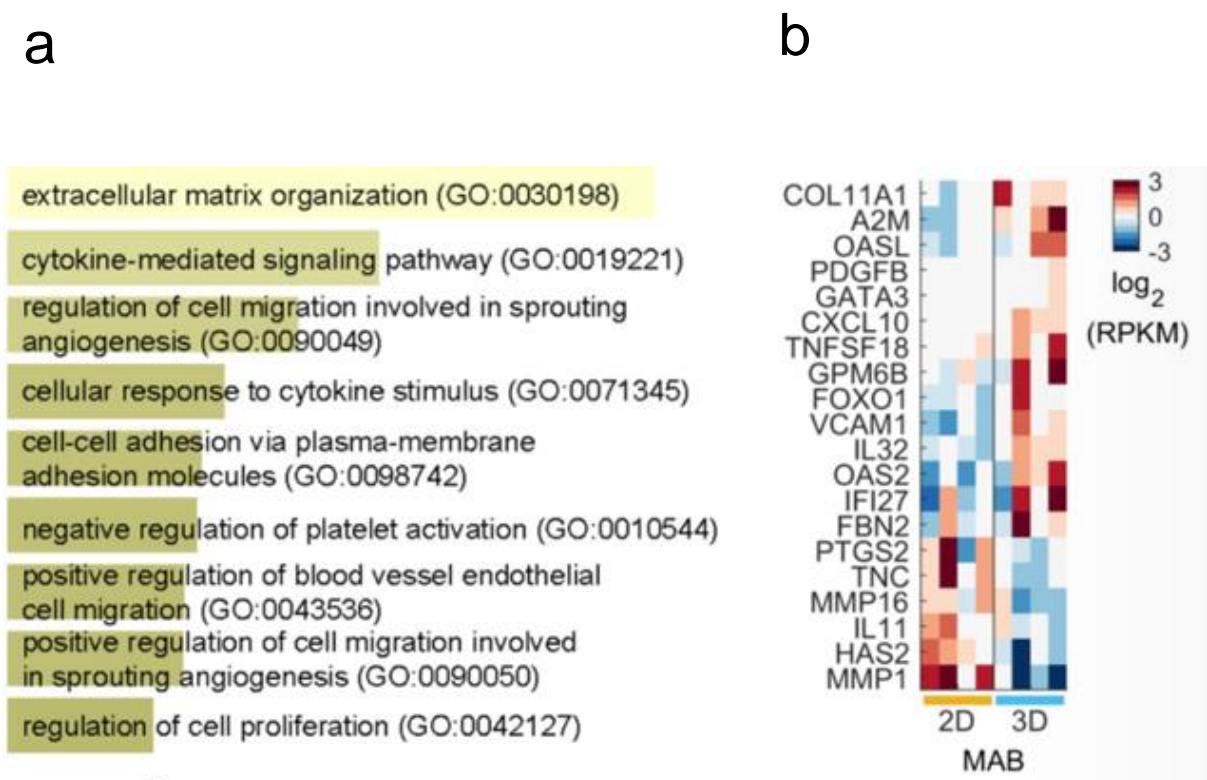 a
extracellular matrix organization (GO:0030198)
cytokine-mediated signaling pathway (GO:0019221)
regulation of cell migration involved in sprouting
angiogenesis (GO:0090049)
cellular response to cytokine stimulus (GO:0071345)
cell-cell adhesion via plasma-membrane
adhesion molecules (GO:0098742)
negative regulation of platelet activation (GO:0010544)
positive regulation of blood vessel endothelial
cell migration (GO:0043536)
positive regulation of cell migration involved
in sprouting angiogenesis (GO:0090050)
regulation of cell proliferation (GO:0042127)
b
COL11A1
A2M
OASL
PDGFB
GATA3
CXCL10
TNFSF18
GPM6B
FOXO1
VCAM1
IL32
OAS2
IFI27
FBN2
PTGS2
TNC
MMP16
IL11
HAS2
MMP1
2D 3D
MAB
3
0
-3
log2
(RPKM)